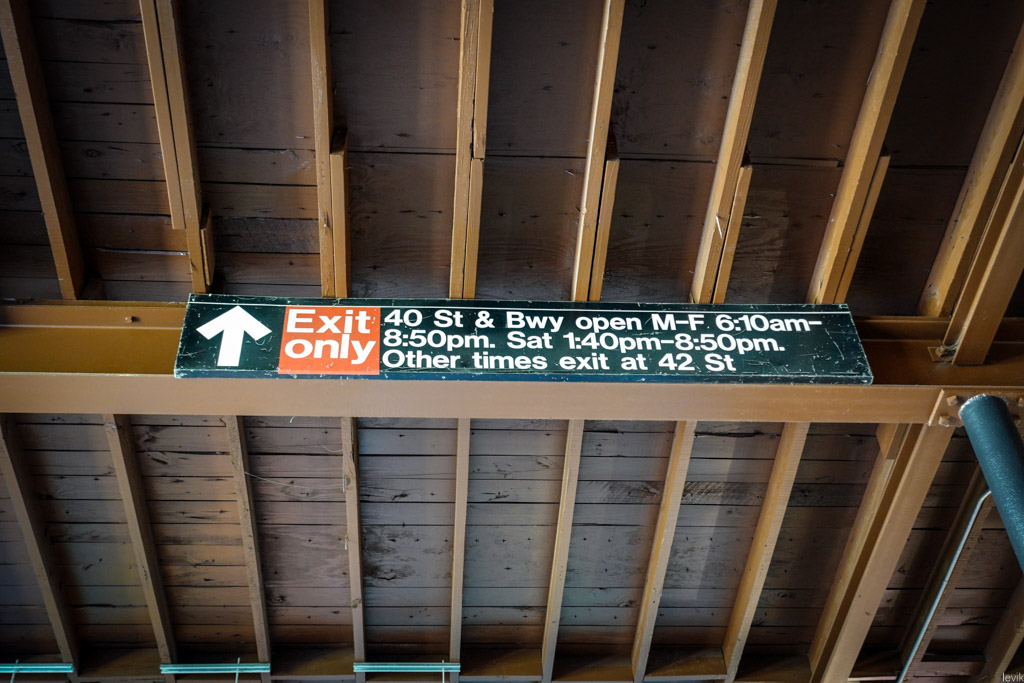 Exit only
40 St & Bwy open M-F 6:10am-
8:50pm. Sat 1:40pm-8:50pm.
Other times exit at 42 St
levik